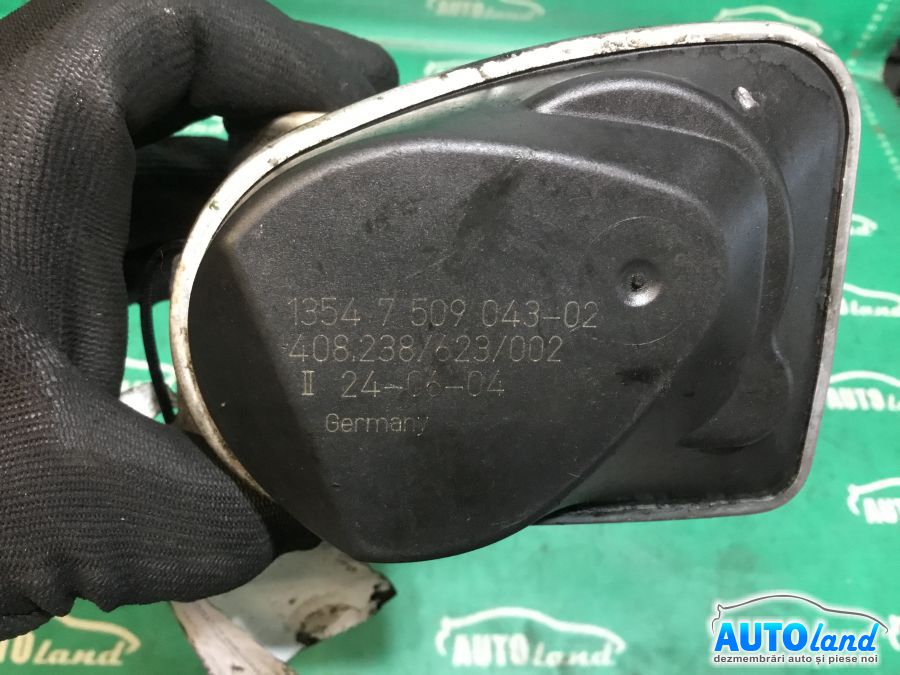 1354 7 509 043-02
408.238/623/002
II 24-06-04
Germany
AUTOland
dezmembrări auto și piese noi